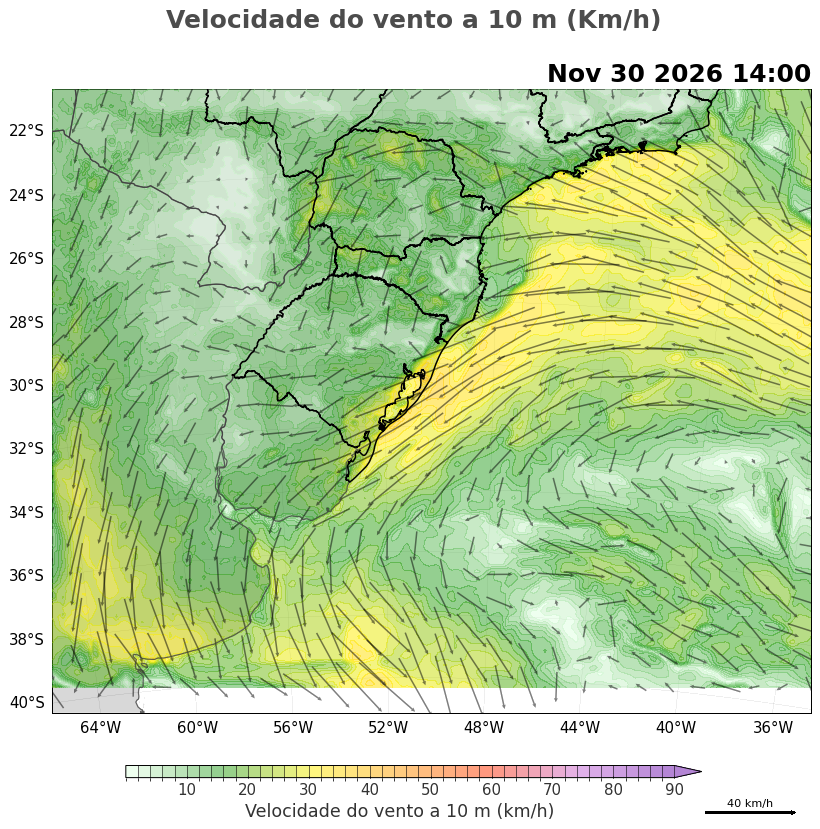 Velocidade do vento a 10 m (Km/h)
Nov 30 2026 14:00
22°S
24°S
26°S
28°S
30°S
32°S
34°S
36°S
38°S
40°S
64°W 60°W 56°W 52°W 48°W 44°W 40°W 36°W
10 20 30 40 50 60 70 80 90
Velocidade do vento a 10 m (km/h)
40 km/h